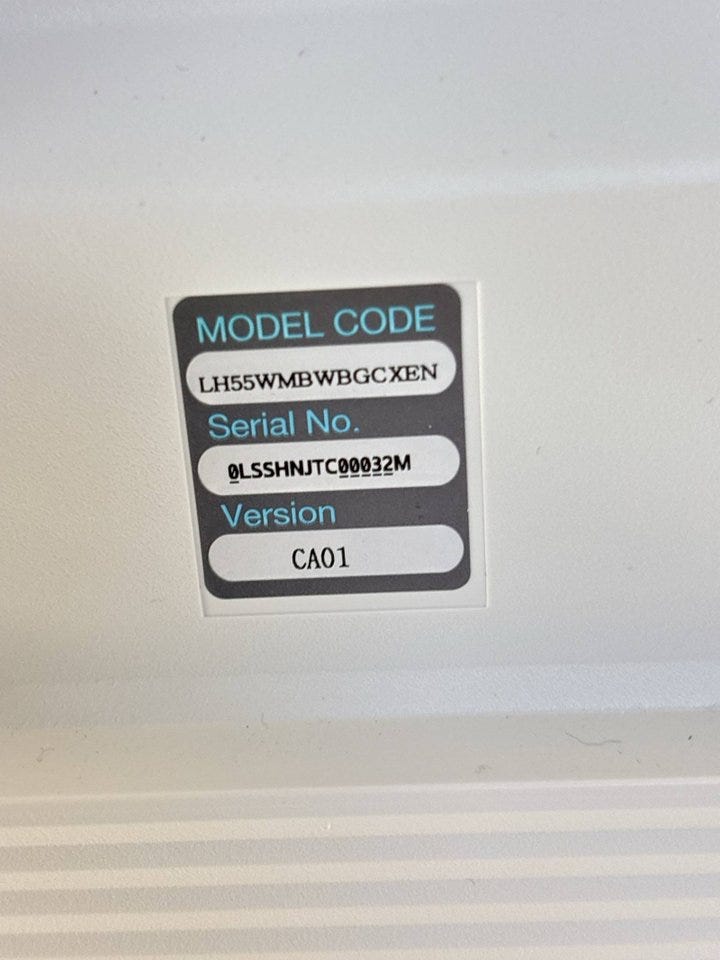 MODEL CODE
LH55WMBWBGCXEN
Serial No.
0LSSHNJTC00032M
Version
CA01